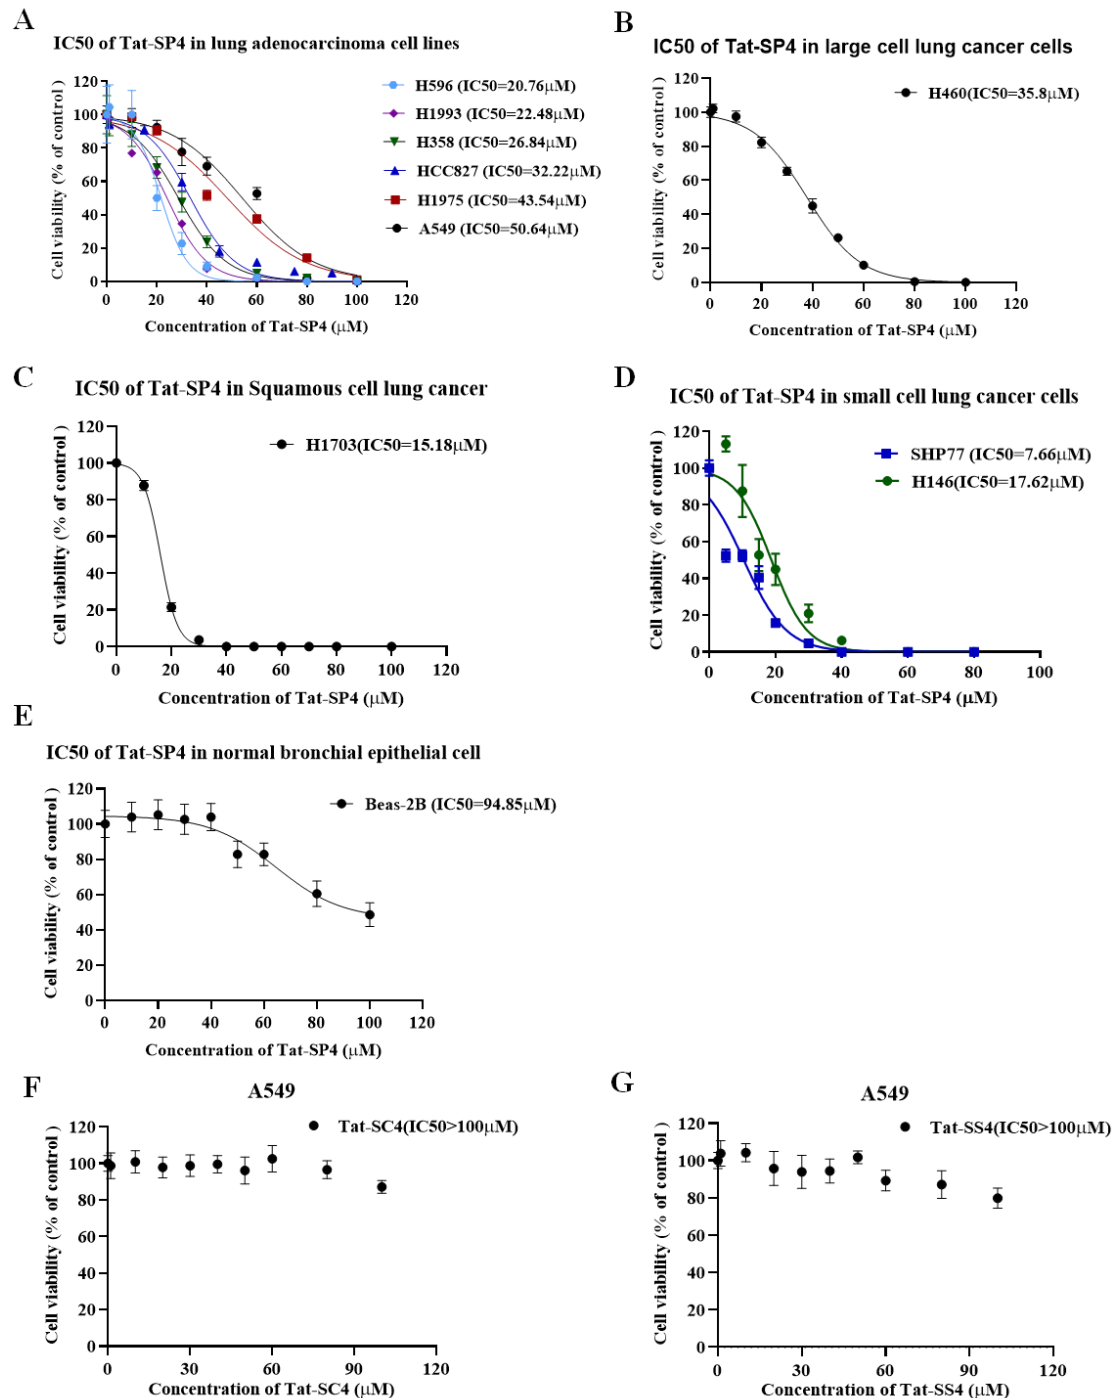 A
IC50 of Tat-SP4 in lung adenocarcinoma cell lines
Cell viability (% of control )
120
100
80
60
40
20
0
0 20 40 60 80 100 120
Concentration of Tat-SP4 (μM)
H596 (IC50=20.76μM)
H1993 (IC50=22.48μM)
H358 (IC50=26.84μM)
HCC827 (IC50=32.22μM)
H1975 (IC50=43.54μM)
A549 (IC50=50.64μM)
B
IC50 of Tat-SP4 in large cell lung cancer cells
Cell viability (% of control )
120
100
80
60
40
20
0
0 20 40 60 80 100 120
Concentration of Tat-SP4 (μM)
H460(IC50=35.8μM)
C
IC50 of Tat-SP4 in Squamous cell lung cancer
Cell viability (% of control )
120
100
80
60
40
20
0
0 20 40 60 80 100 120
Concentration of Tat-SP4 (μM)
H1703(IC50=15.18μM)
D
IC50 of Tat-SP4 in small cell lung cancer cells
Cell viability (% of control )
120
100
80
60
40
20
0
0 20 40 60 80 100
Concentration of Tat-SP4 (μM)
SHP77 (IC50=7.66μM)
H146(IC50=17.62μM)
E
IC50 of Tat-SP4 in normal bronchial epithelial cell
Cell viability (% of control )
120
100
80
60
40
20
0
0 20 40 60 80 100 120
Concentration of Tat-SP4 (μM)
Beas-2B (IC50=94.85μM)
F
A549
Cell viability (% of control )
120
100
80
60
40
20
0
0 30 60 90 120
Concentration of Tat-SC4 (μM)
Tat-SC4(IC50>100μM)
G
A549
Cell viability (% of control )
120
100
80
60
40
20
0
0 30 60 90 120
Concentration of Tat-SS4 (μM)
Tat-SS4(IC50>100μM)